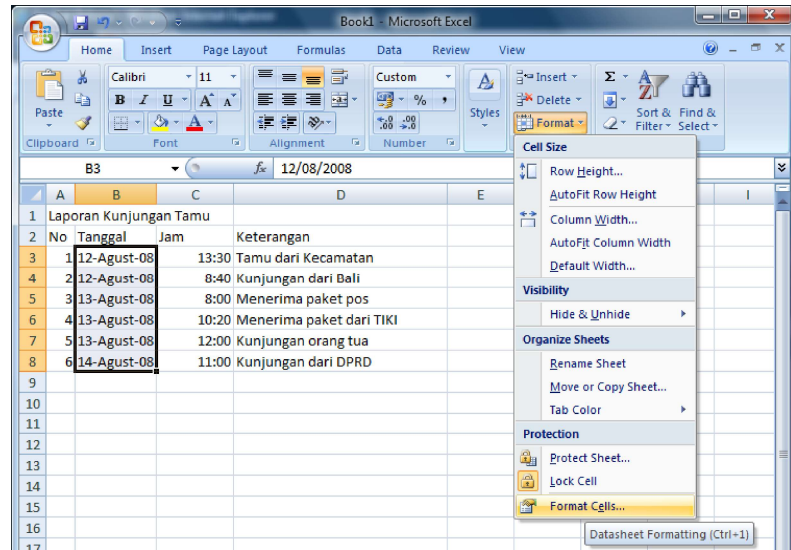 Book1 - Microsoft Excel
Home Insert Page Layout Formulas Data Review View
Paste
Clipboard
Calibri 11
B I U A A
A
Font
Alignment
Custom
% ,
.0 .00 .00 .0
Number
A
Styles
Insert
Delete
Format
Σ
A Z
Sort & Filter
Find & Select
B3 fx 12/08/2008
A B C D E I
1 Laporan Kunjungan Tamu
2 No Tanggal Jam Keterangan
3 1 12-Agust-08 13:30 Tamu dari Kecamatan
4 2 12-Agust-08 8:40 Kunjungan dari Bali
5 3 13-Agust-08 8:00 Menerima paket pos
6 4 13-Agust-08 10:20 Menerima paket dari TIKI
7 5 13-Agust-08 12:00 Kunjungan orang tua
8 6 14-Agust-08 11:00 Kunjungan dari DPRD
9
10
11
12
13
14
15
16
17
Cell Size
Row Height...
AutoFit Row Height
Column Width...
AutoFit Column Width
Default Width...
Visibility
Hide & Unhide
Organize Sheets
Rename Sheet
Move or Copy Sheet...
Tab Color
Protection
Protect Sheet...
Lock Cell
Format Cells...
Datasheet Formatting (Ctrl+1)